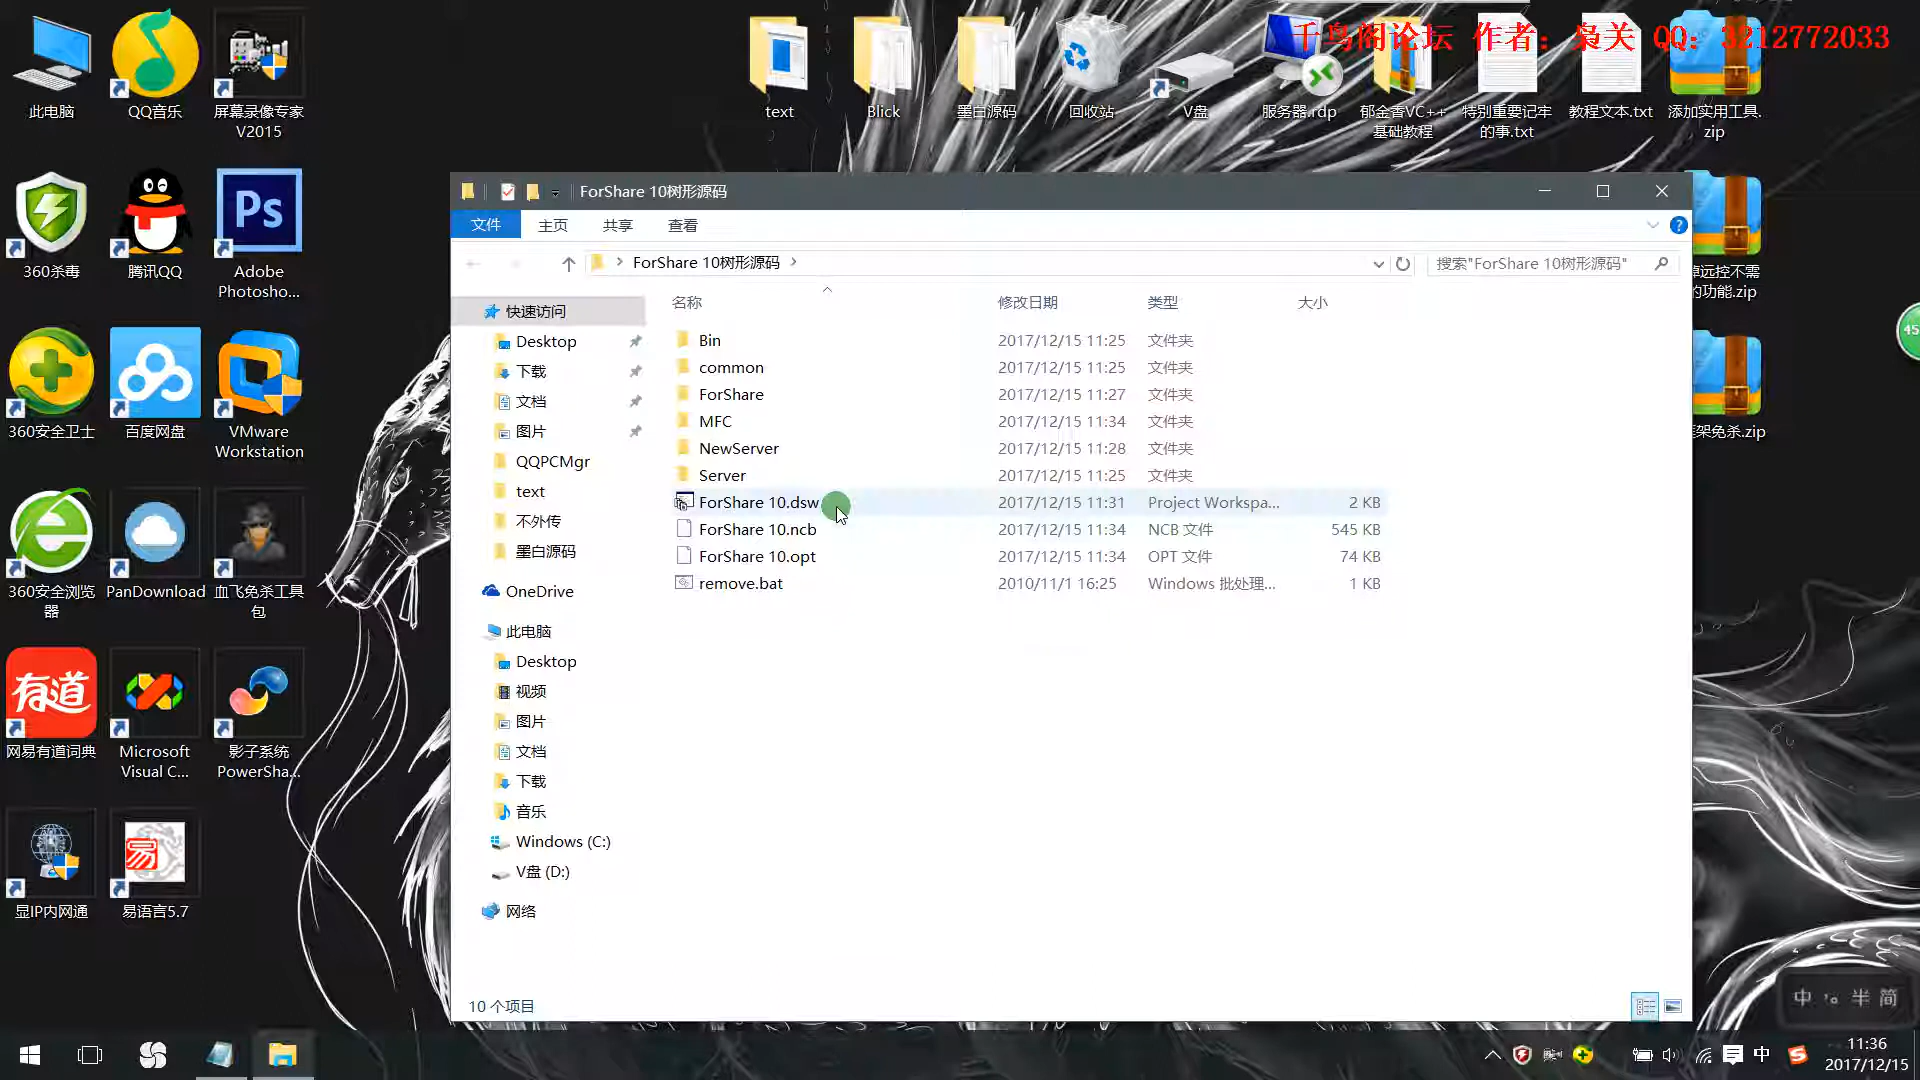 千鸟阁论坛 作者：枭关 QQ：3212772033
此电脑
QQ音乐
屏幕录像专家
V2015
text
Blick
墨白源码
回收站
V盘
服务器.rdp
郁金香VC++
基础教程
特别重要记牢
的事.txt
教程文本.txt
添加实用工具.
zip
360杀毒
腾讯QQ
Ps
Adobe
Photosho...
360安全卫士
百度网盘
VMware
Workstation
360安全浏览
器
PanDownload
血飞免杀工具
包
有道
网易有道词典
Microsoft
Visual C...
影子系统
PowerSha...
显IP内网通
易
易语言5.7
远控不需
的功能.zip
框架免杀.zip
45
ForShare 10树形源码
文件
主页
共享
查看
ForShare 10树形源码
搜索"ForShare 10树形源码"
名称
修改日期
类型
大小
快速访问
Desktop
下载
文档
图片
QQPCMgr
text
不外传
墨白源码
OneDrive
此电脑
Desktop
视频
图片
文档
下载
音乐
Windows (C:)
V盘 (D:)
网络
Bin 2017/12/15 11:25 文件夹
common 2017/12/15 11:25 文件夹
ForShare 2017/12/15 11:27 文件夹
MFC 2017/12/15 11:34 文件夹
NewServer 2017/12/15 11:28 文件夹
Server 2017/12/15 11:25 文件夹
ForShare 10.dsw 2017/12/15 11:31 Project Workspa... 2 KB
ForShare 10.ncb 2017/12/15 11:34 NCB 文件 545 KB
ForShare 10.opt 2017/12/15 11:34 OPT 文件 74 KB
remove.bat 2010/11/1 16:25 Windows 批处理... 1 KB
10 个项目
中 半 简
中
11:36
2017/12/15